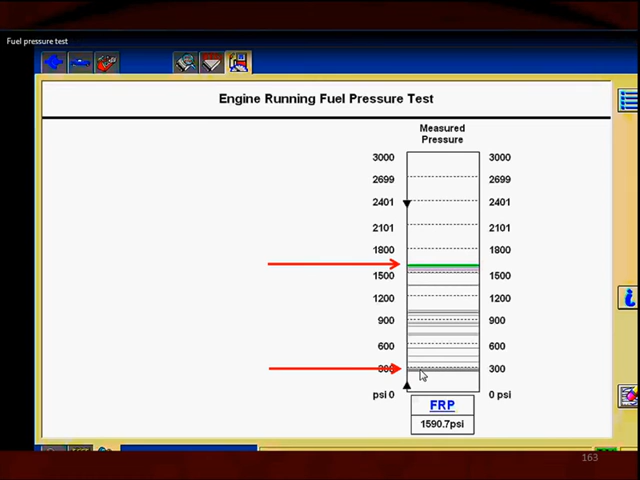 Fuel pressure test
Engine Running Fuel Pressure Test
Measured
Pressure
3000 3000
2699 2699
2401 2401
2101 2101
1800 1800
1500 1500
1200 1200
900 900
600 600
300 300
psi 0 0 psi
FRP
1590.7psi
163